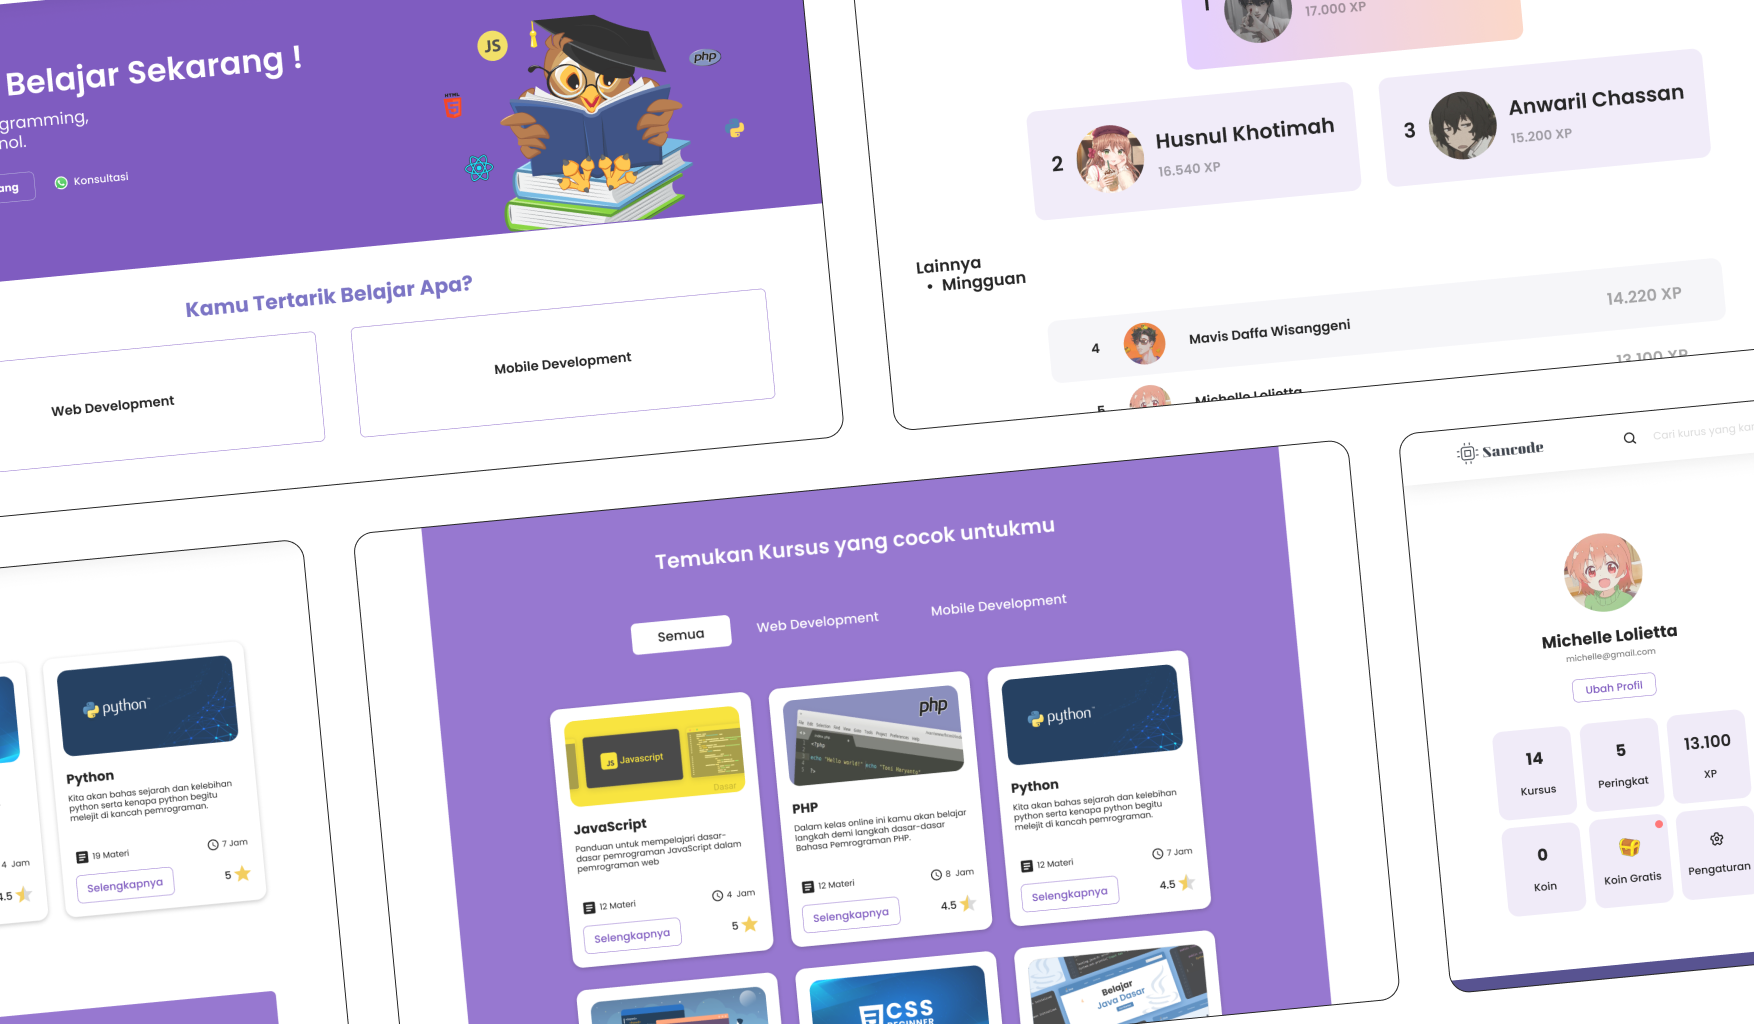 Belajar Sekarang !
gramming,
nol.
ang
Konsultasi
JS
php
HTML
Kamu Tertarik Belajar Apa?
Web Development
Mobile Development
1
17.000 XP
2
Husnul Khotimah
16.540 XP
3
Anwaril Chassan
15.200 XP
Lainnya
• Mingguan
4
Mavis Daffa Wisanggeni
14.220 XP
5
Michelle Lolietta
13.100 XP
4 Jam
4.5
python
Python
Kita akan bahas sejarah dan kelebihan
python serta kenapa python begitu
melejit di kancah pemrograman.
19 Materi
7 Jam
Selengkapnya
5
Temukan Kursus yang cocok untukmu
Semua
Web Development
Mobile Development
JS Javascript
Dasar
JavaScript
Panduan untuk mempelajari dasar-
dasar pemrograman JavaScript dalam
pemrograman web
12 Materi
4 Jam
Selengkapnya
5
php
<?php
echo "Hello world!"
?>
PHP
Dalam kelas online ini kamu akan belajar
langkah demi langkah dasar-dasar
Bahasa Pemrograman PHP.
12 Materi
8 Jam
Selengkapnya
4.5
python
Python
Kita akan bahas sejarah dan kelebihan
python serta kenapa python begitu
melejit di kancah pemrograman.
12 Materi
7 Jam
Selengkapnya
4.5
CSS
BEGINNER
Belajar
Java Dasar
Sancode
Cari kurus yang
Michelle Lolietta
michelle@gmail.com
Ubah Profil
14
Kursus
5
Peringkat
13.100
XP
0
Koin
Koin Gratis
Pengaturan